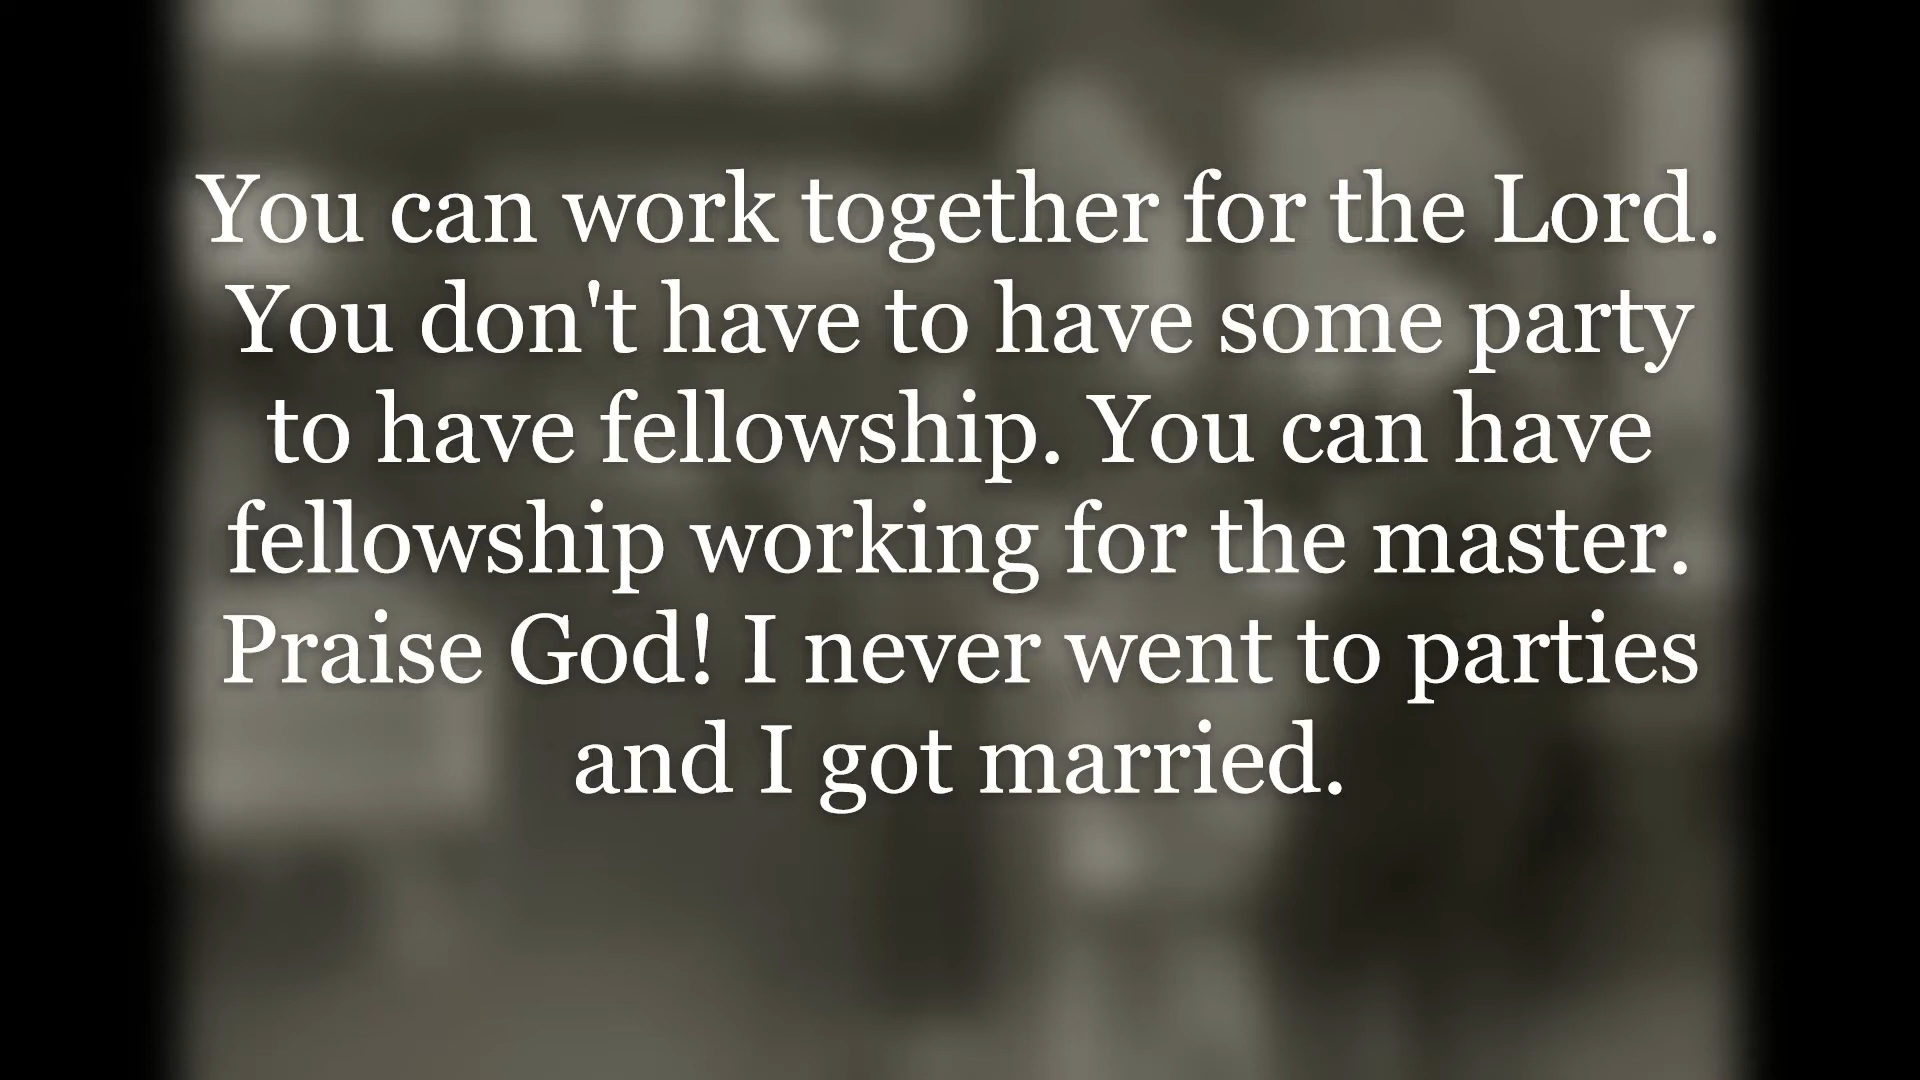 You can work together for the Lord.
You don't have to have some party
to have fellowship. You can have
fellowship working for the master.
Praise God! I never went to parties
and I got married.